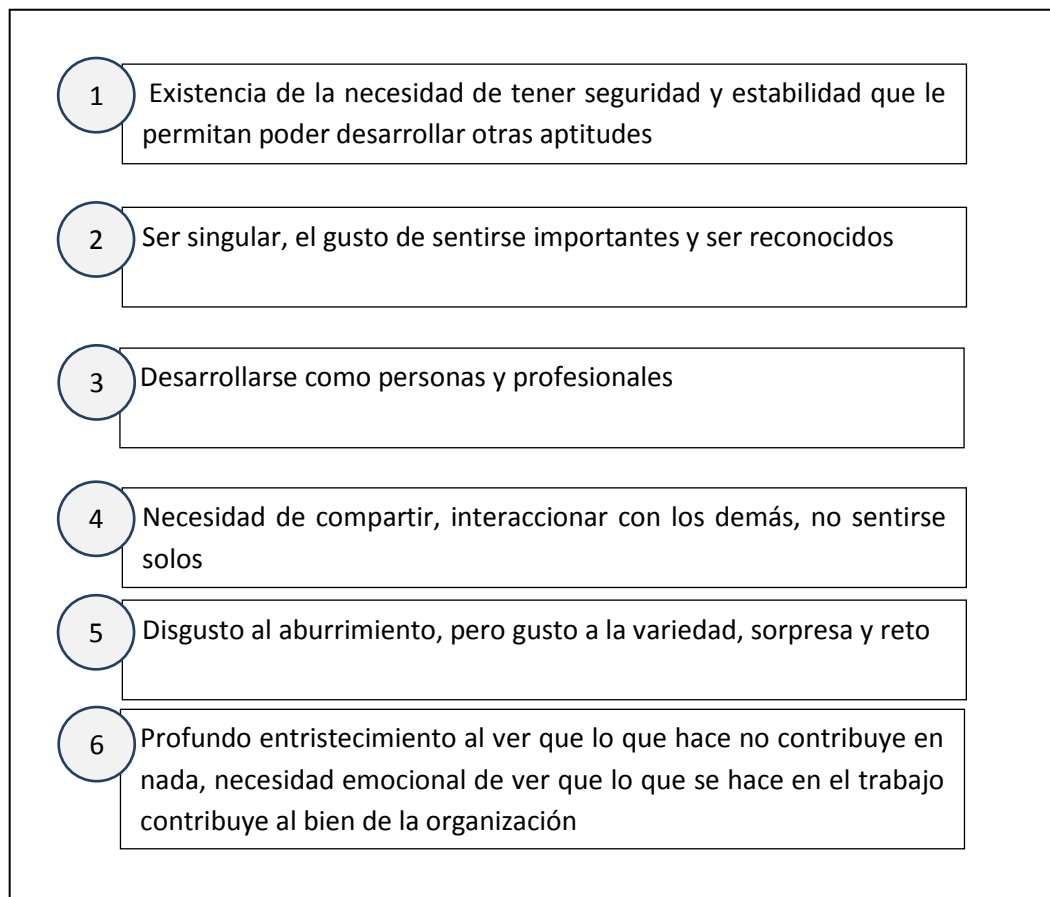 1
Existencia de la necesidad de tener seguridad y estabilidad que le
permitan poder desarrollar otras aptitudes
2
Ser singular, el gusto de sentirse importantes y ser reconocidos
3
Desarrollarse como personas y profesionales
4
Necesidad de compartir, interaccionar con los demás, no sentirse
solos
5
Disgusto al aburrimiento, pero gusto a la variedad, sorpresa y reto
6
Profundo entristecimiento al ver que lo que hace no contribuye en
nada, necesidad emocional de ver que lo que se hace en el trabajo
contribuye al bien de la organización